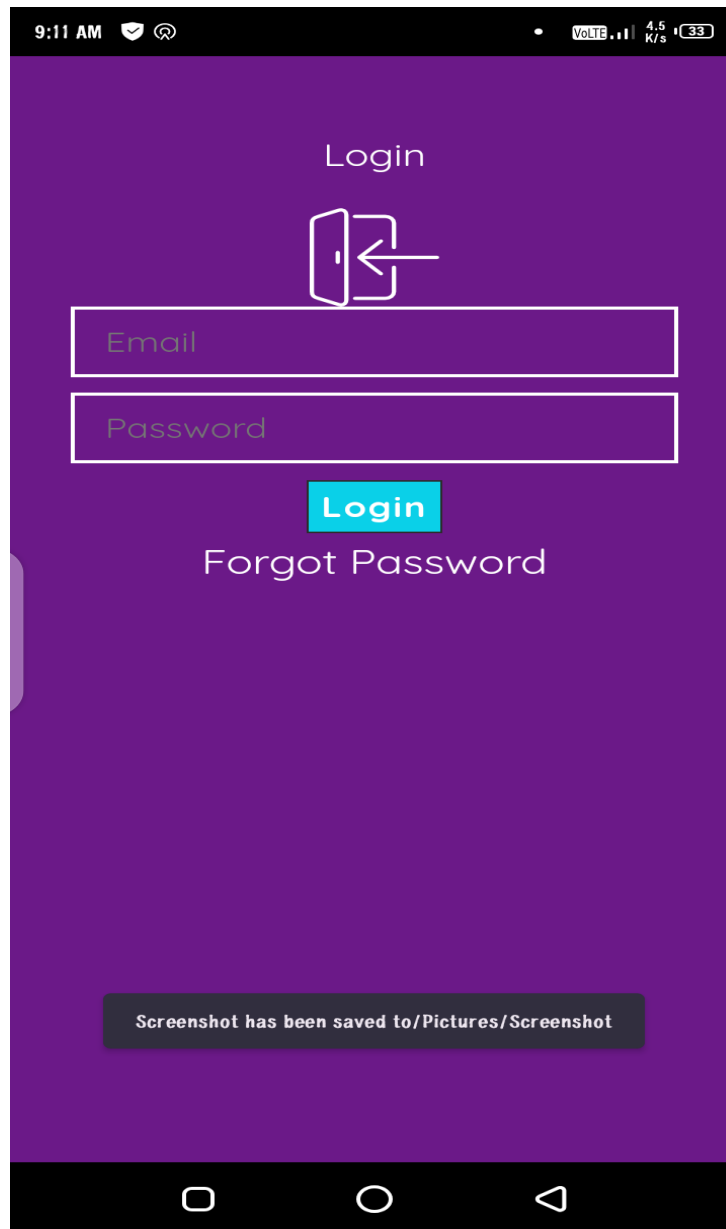 9:11 AM VoLTE 4.5 K/s 33
Login
Email
Password
Login
Forgot Password
Screenshot has been saved to/Pictures/Screenshot